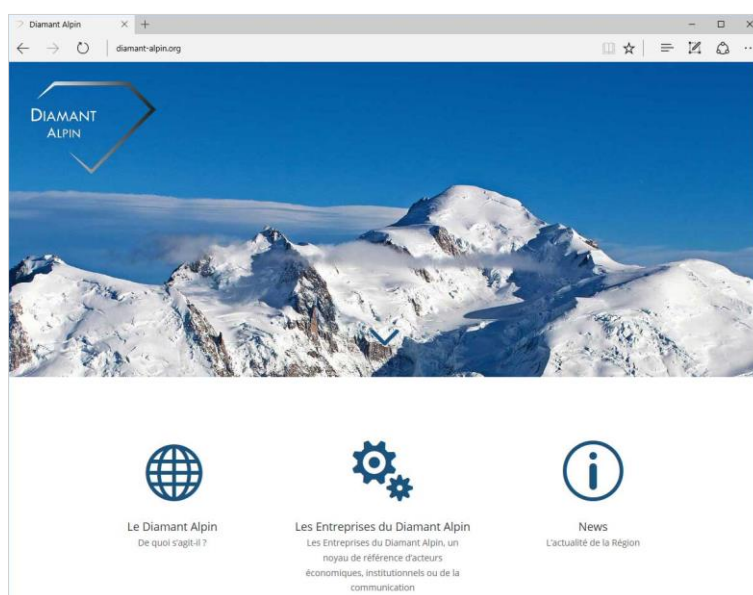 Diamant Alpin
diamant-alpin.org
DIAMANT
ALPIN
Le Diamant Alpin
De quoi s'agit-il ?
Les Entreprises du Diamant Alpin
Les Entreprises du Diamant Alpin, un
noyau de référence d'acteurs
économiques, institutionnels ou de la
communication
News
L'actualité de la Région